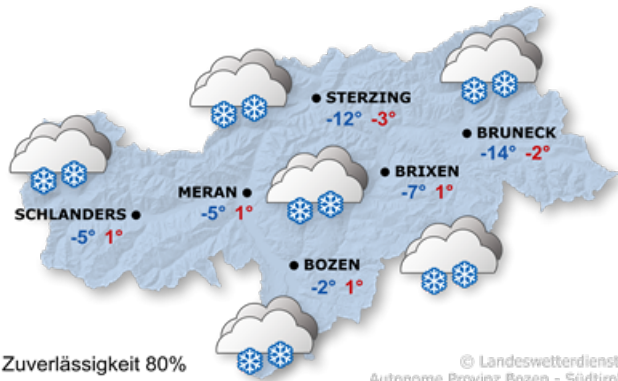 STERZING
-12° -3°
BRUNECK
-14° -2°
BRIXEN
-7° 1°
MERAN
-5° 1°
SCHLANDERS
-5° 1°
BOZEN
-2° 1°
Zuverlässigkeit 80%
© Landeswetterdienst
Autonome Provinz Bozen - Südtirol